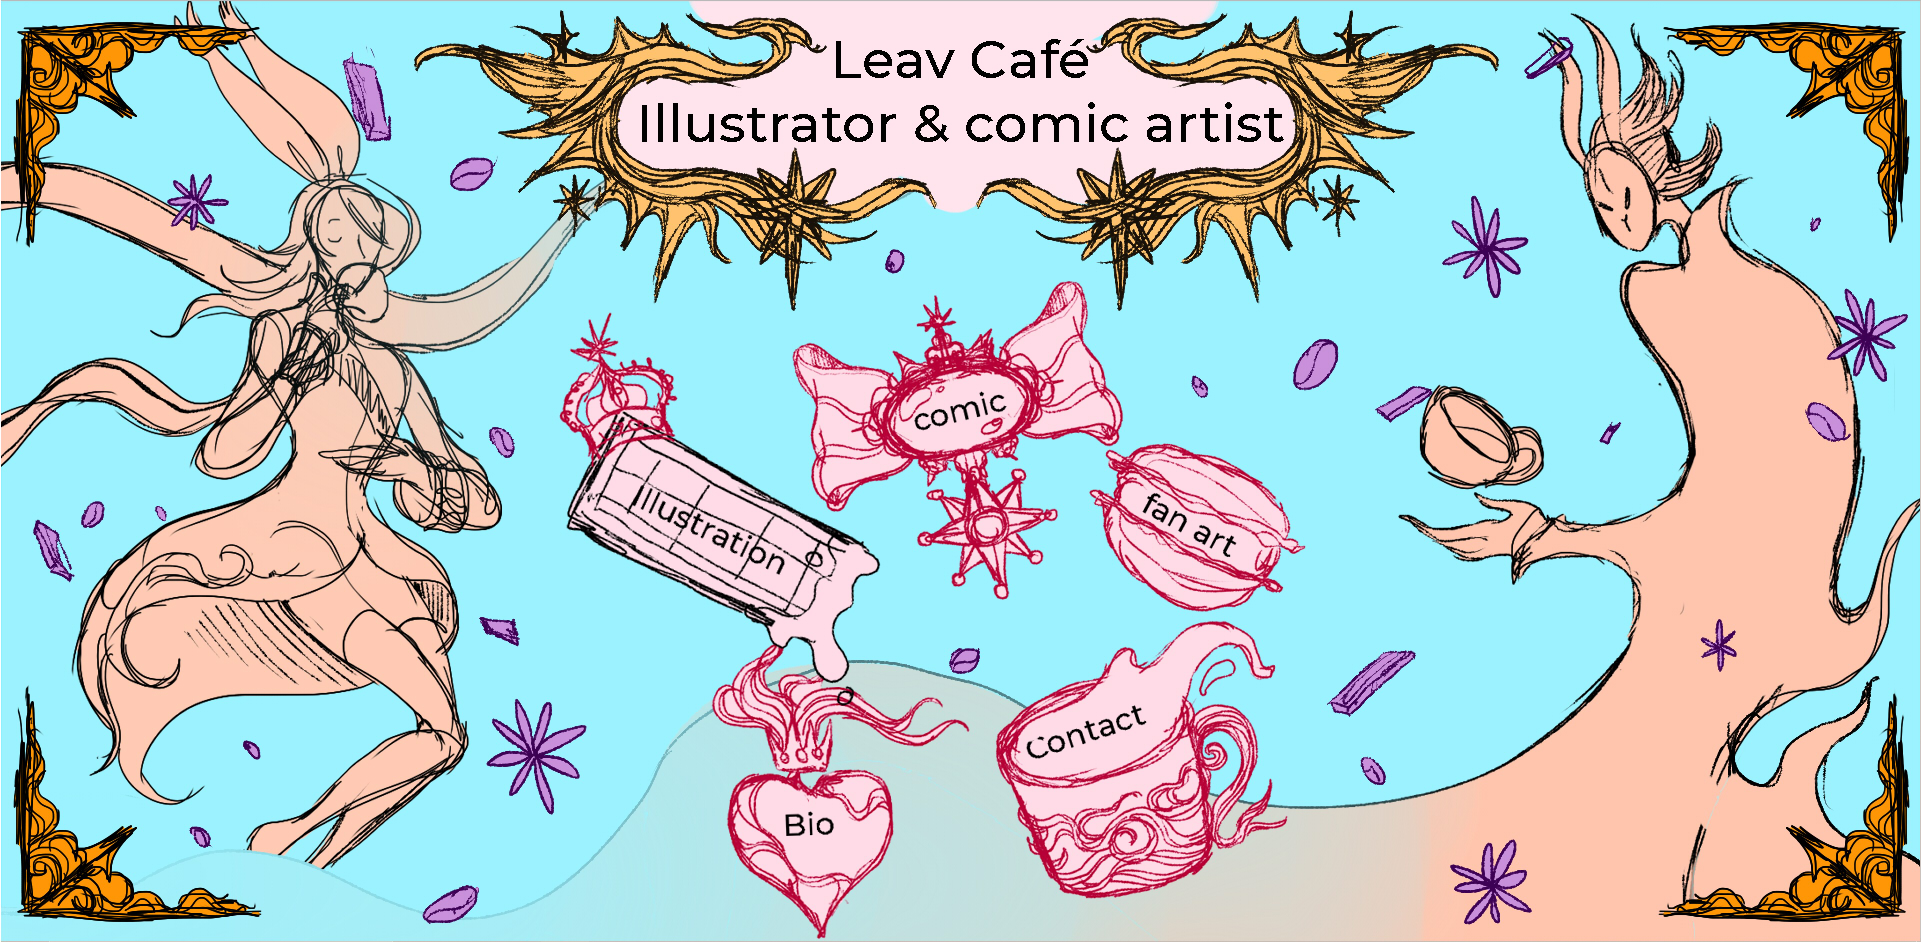 Leav Café
Illustrator & comic artist
comic
Illustration
fan art
Contact
Bio